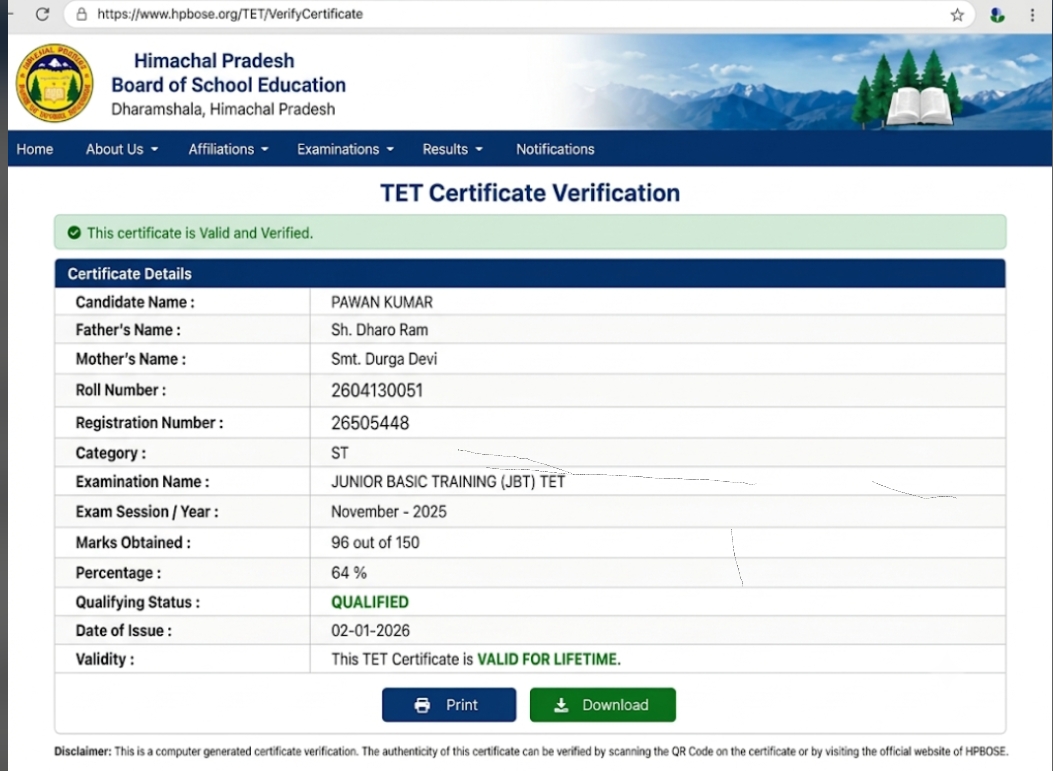 https://www.hpbose.org/TET/VerifyCertificate
Himachal Pradesh
Board of School Education
Dharamshala, Himachal Pradesh
Home About Us Affiliations Examinations Results Notifications
TET Certificate Verification
This certificate is Valid and Verified.
Certificate Details
Candidate Name : PAWAN KUMAR
Father's Name : Sh. Dharo Ram
Mother's Name : Smt. Durga Devi
Roll Number : 2604130051
Registration Number : 26505448
Category : ST
Examination Name : JUNIOR BASIC TRAINING (JBT) TET
Exam Session / Year : November - 2025
Marks Obtained : 96 out of 150
Percentage : 64 %
Qualifying Status : QUALIFIED
Date of Issue : 02-01-2026
Validity : This TET Certificate is VALID FOR LIFETIME.
Print Download
Disclaimer: This is a computer generated certificate verification. The authenticity of this certificate can be verified by scanning the QR Code on the certificate or by visiting the official website of HPBOSE.